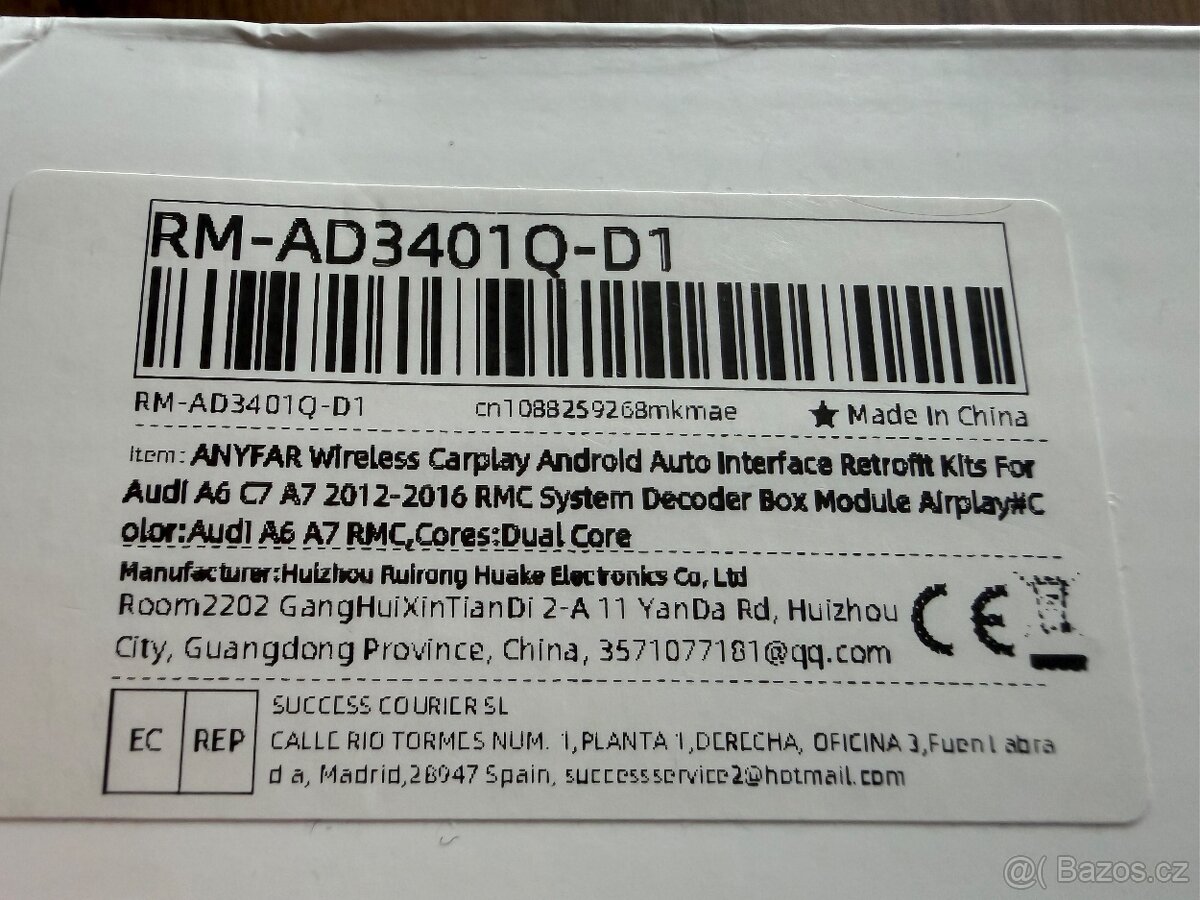 RM-AD3401Q-D1
RM-AD3401Q-D1 cn1088259268mkmae ★ Made In China
Item: ANYFAR Wireless Carplay Android Auto Interface Retrofit Kits For
Audi A6 C7 A7 2012-2016 RMC System Decoder Box Module Airplay#C
olor:Audi A6 A7 RMC,Cores:Dual Core
Manufacturer:Huizhou Ruirong Huake Electronics Co, Ltd
Room2202 GangHuiXinTianDi 2-A 11 YanDa Rd, Huizhou
City, Guangdong Province, China, 3571077181@qq.com
CE
EC REP
SUCCESS COURIER SL
CALLE RIO TORMES NUM. 1,PLANTA 1,DERECHA, OFICINA 3,Fuenlabra
da, Madrid,28947 Spain, successservice2@hotmail.com
@( Bazos.cz